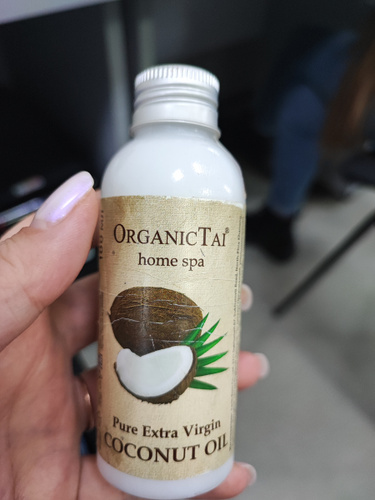 ORGANICTAI®
home spa
Pure Extra Virgin
COCONUT OIL